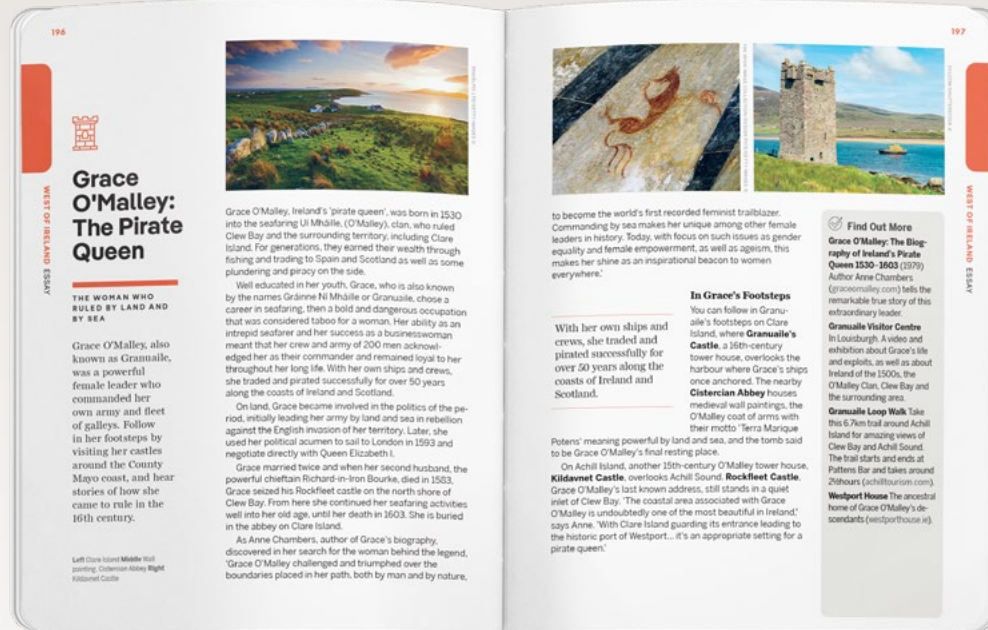 196
Grace
O'Malley:
The Pirate
Queen
THE WOMAN WHO
RULED BY LAND AND
BY SEA
Grace O'Malley, also
known as Granuaile,
was a powerful
female leader who
commanded her
own army and fleet
of galleys. Follow
in her footsteps by
visiting her castles
around the County
Mayo coast, and hear
stories of how she
came to rule in the
16th century.
Left Clare Island Middle Wall
painting, Cistercian Abbey Right
Kildavnet Castle
WEST OF IRELAND ESSAY
Grace O'Malley, Ireland's 'pirate queen', was born in 1530
into the seafaring Uí Mháille, (O'Malley), clan, who ruled
Clew Bay and the surrounding territory, including Clare
Island. For generations, they earned their wealth through
fishing and trading to Spain and Scotland as well as some
plundering and piracy on the side.
Well educated in her youth, Grace, who is also known
by the names Gráinne Ní Mháille or Granuaile, chose a
career in seafaring, then a bold and dangerous occupation
that was considered taboo for a woman. Her ability as an
intrepid seafarer and her success as a businesswoman
meant that her crew and army of 200 men acknowl-
edged her as their commander and remained loyal to her
throughout her long life. With her own ships and crews,
she traded and pirated successfully for over 50 years
along the coasts of Ireland and Scotland.
On land, Grace became involved in the politics of the pe-
riod, initially leading her army by land and sea in rebellion
against the English invasion of her territory. Later, she
used her political acumen to sail to London in 1593 and
negotiate directly with Queen Elizabeth I.
Grace married twice and when her second husband, the
powerful chieftain Richard-in-Iron Bourke, died in 1583,
Grace seized his Rockfleet castle on the north shore of
Clew Bay. From here she continued her seafaring activities
well into her old age, until her death in 1603. She is buried
in the abbey on Clare Island.
As Anne Chambers, author of Grace's biography,
discovered in her search for the woman behind the legend,
'Grace O'Malley challenged and triumphed over the
boundaries placed in her path, both by man and by nature,
197
to become the world's first recorded feminist trailblazer.
Commanding by sea makes her unique among other female
leaders in history. Today, with focus on such issues as gender
equality and female empowerment, as well as ageism, this
makes her shine as an inspirational beacon to women
everywhere.'
With her own ships and
crews, she traded and
pirated successfully for
over 50 years along the
coasts of Ireland and
Scotland.
In Grace's Footsteps
You can follow in Granu-
aile's footsteps on Clare
Island, where Granuaile's
Castle, a 16th-century
tower house, overlooks the
harbour where Grace's ships
once anchored. The nearby
Cistercian Abbey houses
medieval wall paintings, the
O'Malley coat of arms with
their motto 'Terra Marique
Potens' meaning powerful by land and sea, and the tomb said
to be Grace O'Malley's final resting place.
On Achill Island, another 15th-century O'Malley tower house,
Kildavnet Castle, overlooks Achill Sound. Rockfleet Castle,
Grace O'Malley's last known address, still stands in a quiet
inlet of Clew Bay. 'The coastal area associated with Grace
O'Malley is undoubtedly one of the most beautiful in Ireland,'
says Anne. 'With Clare Island guarding its entrance leading to
the historic port of Westport... it's an appropriate setting for a
pirate queen.'
Find Out More
Grace O'Malley: The Biog-
raphy of Ireland's Pirate
Queen 1530–1603 (1979)
Author Anne Chambers
(graceomalley.com) tells the
remarkable true story of this
extraordinary leader.
Granuaile Visitor Centre
In Louisburgh. A video and
exhibition about Grace's life
and exploits, as well as about
Ireland of the 1500s, the
O'Malley Clan, Clew Bay and
the surrounding area.
Granuaile Loop Walk Take
this 6.7km trail around Achill
Island for amazing views of
Clew Bay and Achill Sound.
The trail starts and ends at
Pattens Bar and takes around
2½hours (achilltourism.com).
Westport House The ancestral
home of Grace O'Malley's de-
scendants (westporthouse.ie).
WEST OF IRELAND ESSAY